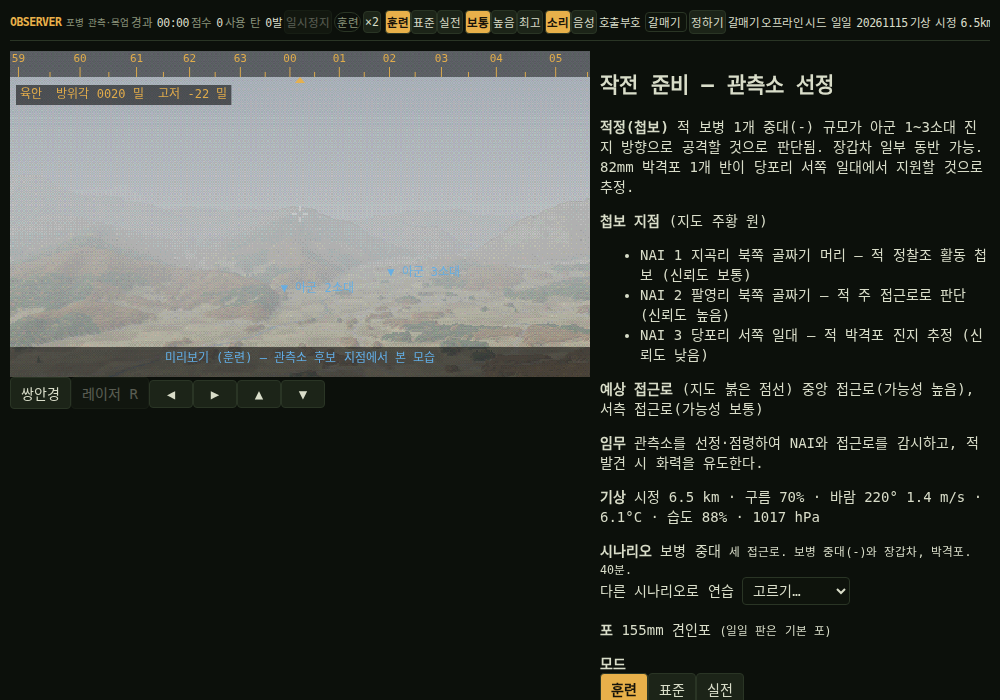 OBSERVER 포병 관측·목업 경과 00:00 점수 0 사용 탄 0발 일시정지 훈련 ×2 훈련 표준 실전 보통 높음 최고 소리 음성 호출부호 갈매기 정하기 갈매기 오프라인 시드 일일 20261115 기상 시정 6.5km
59 60 61 62 63 00 01 02 03 04 05
육안 방위각 0020 밀 고저 -22 밀
▼ 아군 3소대
▼ 아군 2소대
미리보기 (훈련) — 관측소 후보 지점에서 본 모습
쌍안경 레이저 R ◀ ▶ ▲ ▼
작전 준비 — 관측소 선정
적정(첩보) 적 보병 1개 중대(-) 규모가 아군 1~3소대 진
지 방향으로 공격할 것으로 판단됨. 장갑차 일부 동반 가능.
82mm 박격포 1개 반이 당포리 서쪽 일대에서 지원할 것으로
추정.
첩보 지점 (지도 주황 원)
• NAI 1 지곡리 북쪽 골짜기 머리 — 적 정찰조 활동 첩
보 (신뢰도 보통)
• NAI 2 팔영리 북쪽 골짜기 — 적 주 접근로로 판단
(신뢰도 높음)
• NAI 3 당포리 서쪽 일대 — 적 박격포 진지 추정 (신
뢰도 낮음)
예상 접근로 (지도 붉은 점선) 중앙 접근로(가능성 높음),
서측 접근로(가능성 보통)
임무 관측소를 선정·점령하여 NAI와 접근로를 감시하고, 적
발견 시 화력을 유도한다.
기상 시정 6.5 km · 구름 70% · 바람 220° 1.4 m/s ·
6.1°C · 습도 88% · 1017 hPa
시나리오 보병 중대 세 접근로. 보병 중대(-)와 장갑차, 박격포.
40분.
다른 시나리오로 연습 고르기…
포 155mm 견인포 (일일 판은 기본 포)
모드
훈련 표준 실전